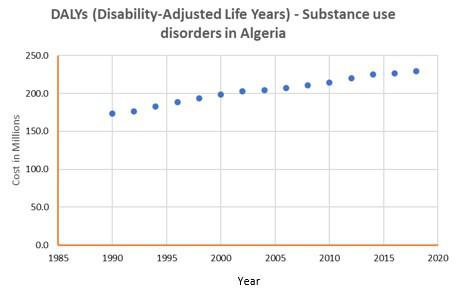 DALYs (Disability-Adjusted Life Years) - Substance use
disorders in Algeria
250.0
200.0
150.0
100.0
50.0
0.0
Cost in Millions
1985 1990 1995 2000 2005 2010 2015 2020
Year